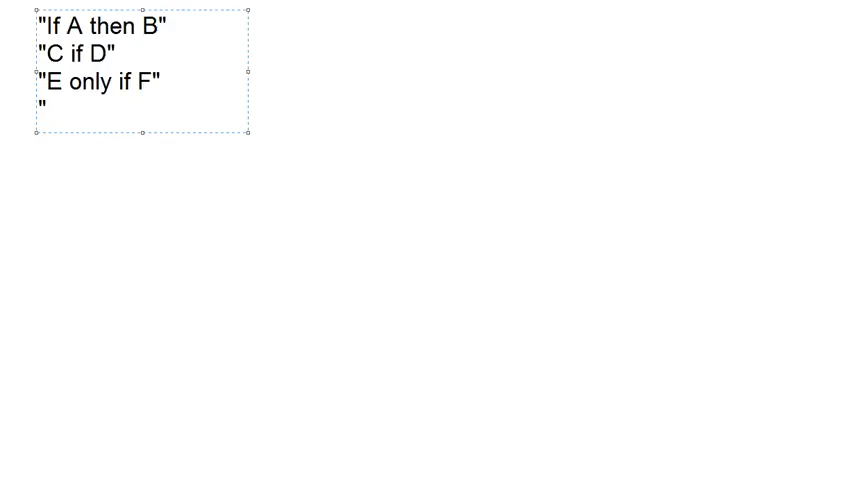 "If A then B"
"C if D"
"E only if F"
"